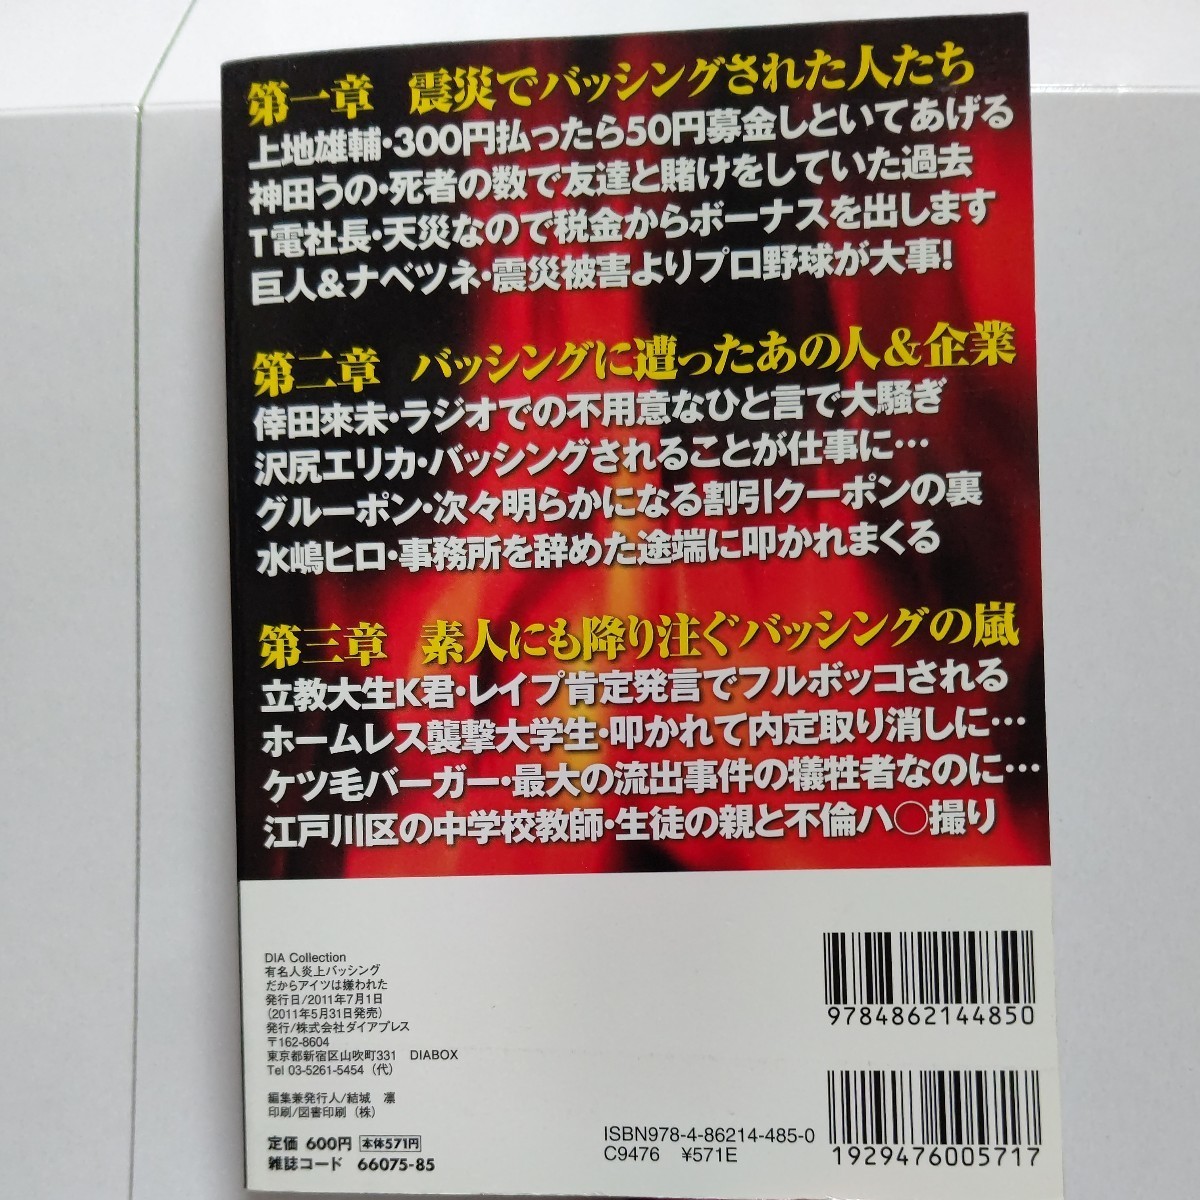 第一章 震災でバッシングされた人たち
上地雄輔・300円払ったら50円募金しといてあげる
神田うの・死者の数で友達と賭けをしていた過去
T電社長・天災なので税金からボーナスを出します
巨人&ナベツネ・震災被害よりプロ野球が大事!
第二章 バッシングに遭ったあの人&企業
倖田來未・ラジオでの不用意なひと言で大騒ぎ
沢尻エリカ・バッシングされることが仕事に…
グルーポン・次々明らかになる割引クーポンの裏
水嶋ヒロ・事務所を辞めた途端に叩かれまくる
第三章 素人にも降り注ぐバッシングの嵐
立教大生K君・レイプ肯定発言でフルボッコされる
ホームレス襲撃大学生・叩かれて内定取り消しに…
ケツ毛バーガー・最大の流出事件の犠牲者なのに…
江戸川区の中学校教師・生徒の親と不倫ハ○撮り
DIA Collection
有名人炎上バッシング
だからアイツは嫌われた
発行日/2011年7月1日
(2011年5月31日発売)
発行/株式会社ダイアプレス
〒162-8604
東京都新宿区山吹町331 DIABOX
Tel 03-5261-5454 (代)
編集兼発行人/結城 凛
印刷/図書印刷 (株)
定価 600円 本体571円
雑誌コード 66075-85
9784862144850
ISBN978-4-86214-485-0
C9476 ¥571E
1929476005717